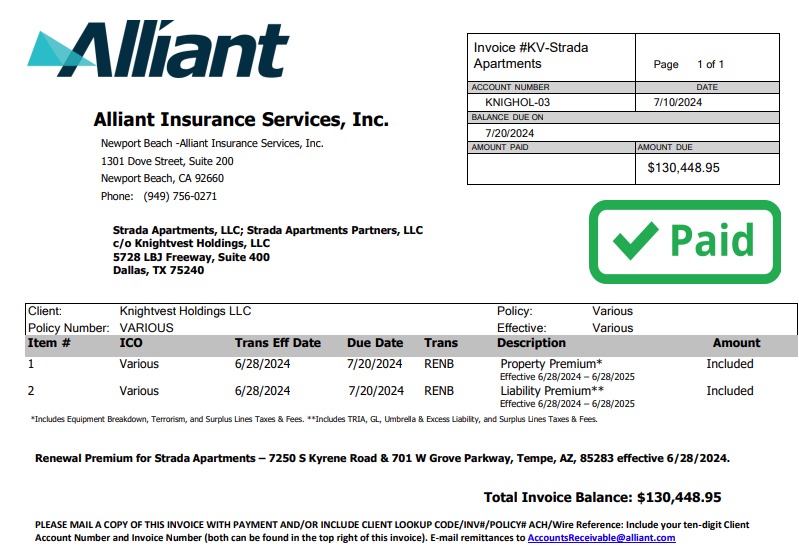 Alliant
Invoice #KV-Strada
Apartments
Page 1 of 1
ACCOUNT NUMBER DATE
KNIGHOL-03 7/10/2024
BALANCE DUE ON
7/20/2024
AMOUNT PAID AMOUNT DUE
$130,448.95
Alliant Insurance Services, Inc.
Newport Beach -Alliant Insurance Services, Inc.
1301 Dove Street, Suite 200
Newport Beach, CA 92660
Phone: (949) 756-0271
Paid
Strada Apartments, LLC; Strada Apartments Partners, LLC
c/o Knightvest Holdings, LLC
5728 LBJ Freeway, Suite 400
Dallas, TX 75240
Client: Knightvest Holdings LLC Policy: Various
Policy Number: VARIOUS Effective: Various
Item # ICO Trans Eff Date Due Date Trans Description Amount
1 Various 6/28/2024 7/20/2024 RENB Property Premium* Included
Effective 6/28/2024 – 6/28/2025
2 Various 6/28/2024 7/20/2024 RENB Liability Premium** Included
Effective 6/28/2024 – 6/28/2025
*Includes Equipment Breakdown, Terrorism, and Surplus Lines Taxes & Fees. **Includes TRIA, GL, Umbrella & Excess Liability, and Surplus Lines Taxes & Fees.
Renewal Premium for Strada Apartments – 7250 S Kyrene Road & 701 W Grove Parkway, Tempe, AZ, 85283 effective 6/28/2024.
Total Invoice Balance: $130,448.95
PLEASE MAIL A COPY OF THIS INVOICE WITH PAYMENT AND/OR INCLUDE CLIENT LOOKUP CODE/INV#/POLICY# ACH/Wire Reference: Include your ten-digit Client
Account Number and Invoice Number (both can be found in the top right of this invoice). E-mail remittances to AccountsReceivable@alliant.com